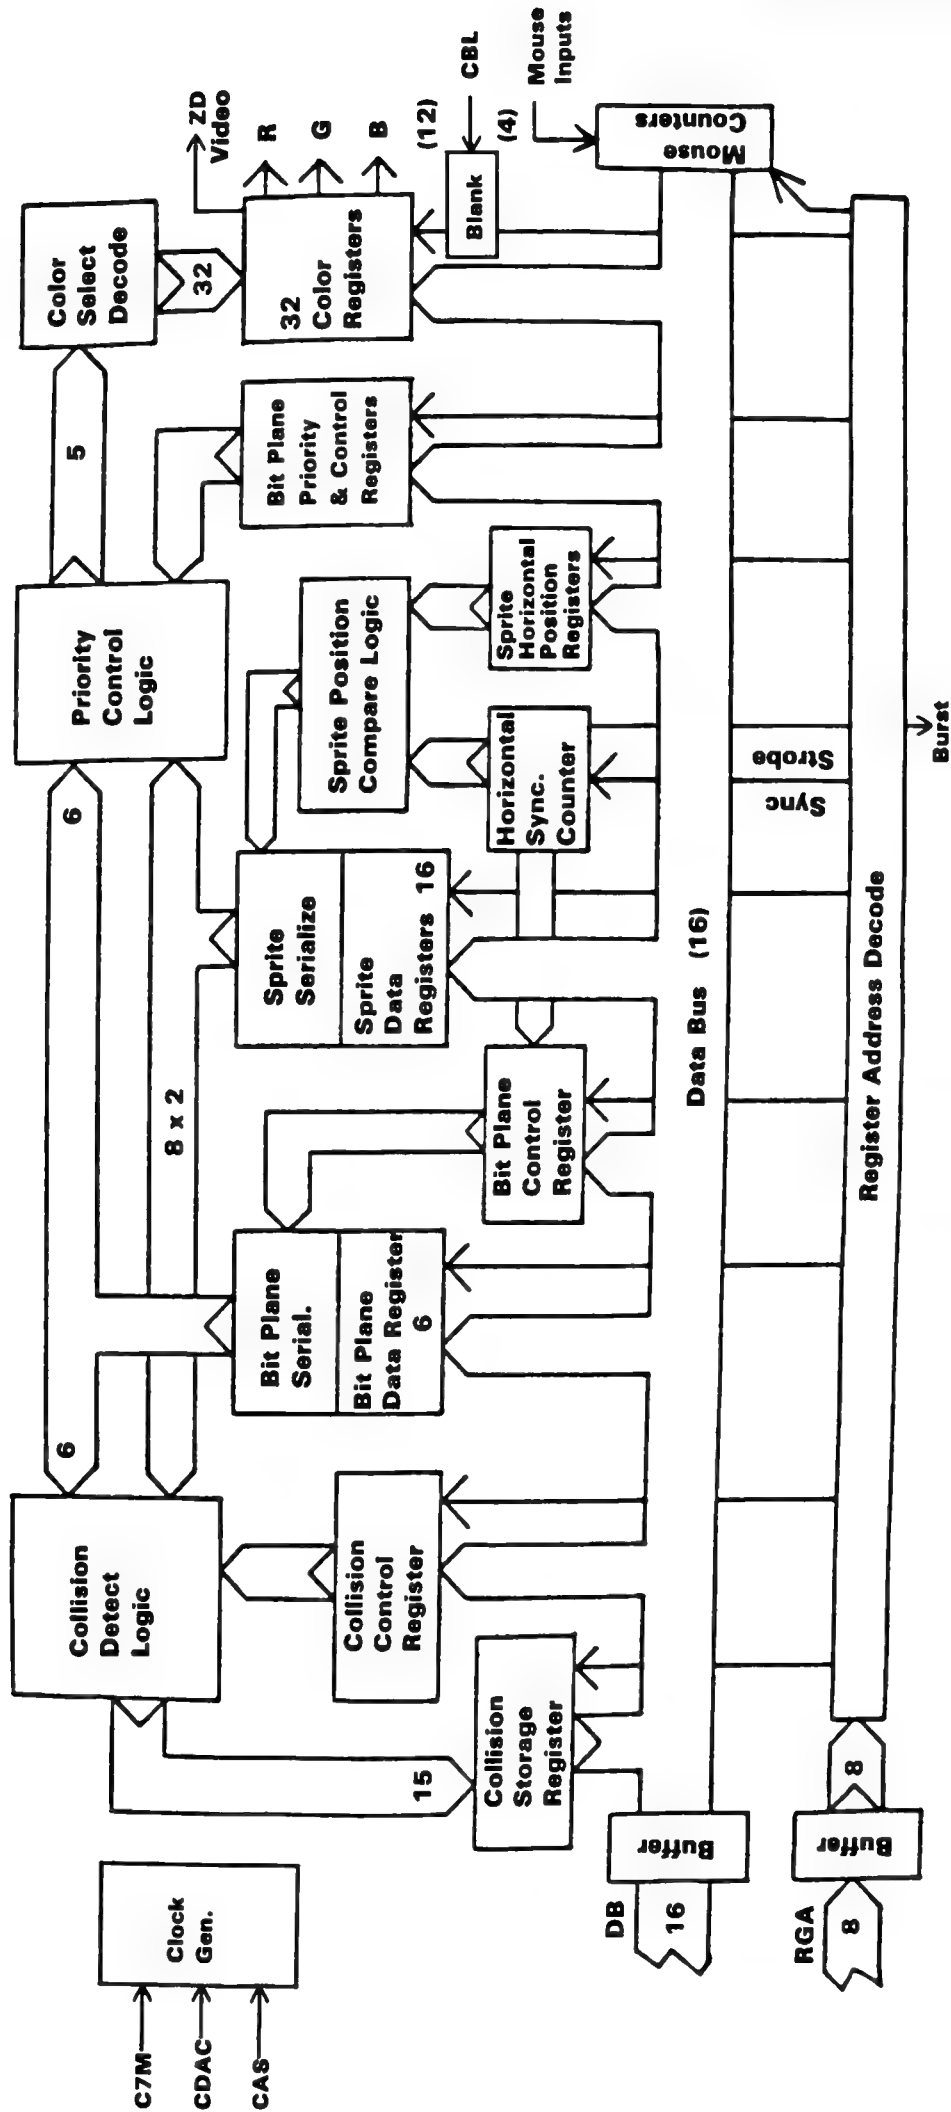 C7M
CDAC
CAS
Clock
Gen.
Collision
Detect
Logic
15
Collision
Storage
Register
Collision
Control
Register
6
6
8 x 2
Bit Plane
Serial.
Bit Plane
Data Register
6
Bit Plane
Control
Register
Sprite
Serialize
Sprite
Data
Registers 16
Priority
Control
Logic
Sprite Position
Compare Logic
Horizontal
Sync.
Counter
Sprite
Horizontal
Position
Registers
5
Bit Plane
Priority
& Control
Registers
Color
Select
Decode
32
32
Color
Registers
ZD
Video
R
G
B
(12)
Blank
CBL
(4)
Mouse
Inputs
Mouse
Counters
DB
16
Buffer
Data Bus (16)
Sync
Strobe
RGA
8
Buffer
8
Register Address Decode
Burst